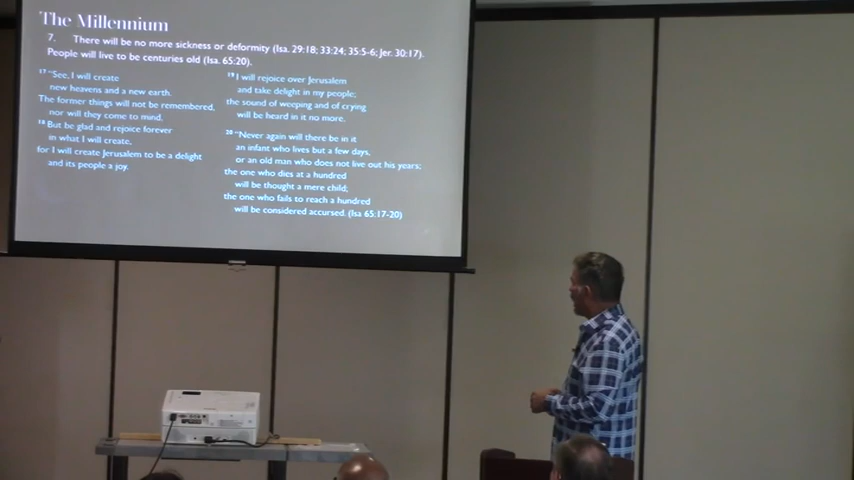 The Millennium
7. There will be no more sickness or deformity (Isa. 29:18; 33:24; 35:5-6; Jer. 30:17).
People will live to be centuries old (Isa. 65:20).
17 “See, I will create
new heavens and a new earth.
The former things will not be remembered,
nor will they come to mind.
18 But be glad and rejoice forever
in what I will create,
for I will create Jerusalem to be a delight
and its people a joy.
19 I will rejoice over Jerusalem
and take delight in my people;
the sound of weeping and of crying
will be heard in it no more.
20 “Never again will there be in it
an infant who lives but a few days,
or an old man who does not live out his years;
the one who dies at a hundred
will be thought a mere child;
the one who fails to reach a hundred
will be considered accursed. (Isa 65:17-20)